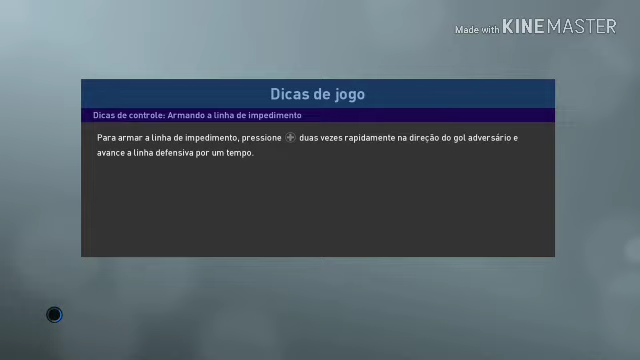 Made with KINEMASTER
Dicas de jogo
Dicas de controle: Armando a linha de impedimento
Para armar a linha de impedimento, pressione duas vezes rapidamente na direção do gol adversário e
avance a linha defensiva por um tempo.